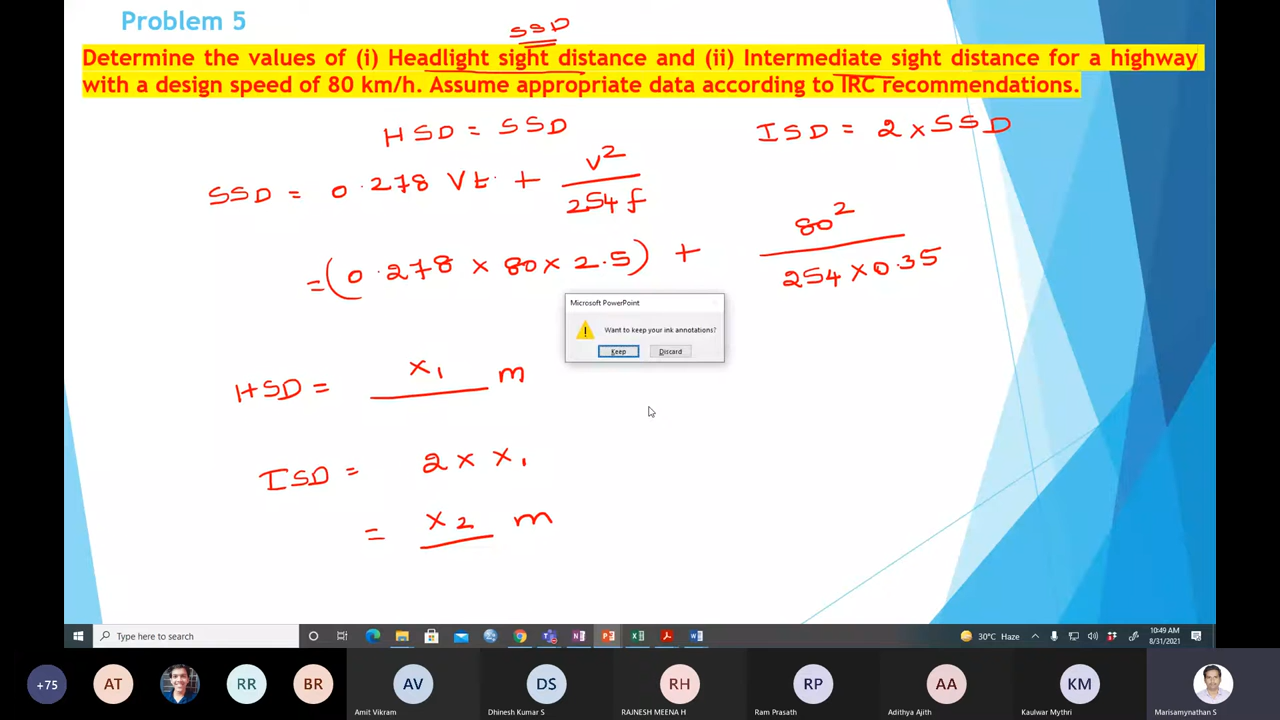 Problem 5
SSD
Determine the values of (i) Headlight sight distance and (ii) Intermediate sight distance for a highway
with a design speed of 80 km/h. Assume appropriate data according to IRC recommendations.
HSD = SSD
ISD = 2 × SSD
SSD = 0.278 Vt + V² / 254 f
= (0.278 × 80 × 2.5) + 80² / 254 × 0.35
Microsoft PowerPoint
Want to keep your ink annotations?
Keep Discard
HSD = x₁ m
ISD = 2 × x₁
= x₂ m
Type here to search
30°C Haze
10:49 AM
8/31/2021
+75 AT RR BR AV DS RH RP AA KM
Amit Vikram Dhinesh Kumar S RAJNESH MEENA H Ram Prasath Adithya Ajith Kaulwar Mythri Marisamynathan S